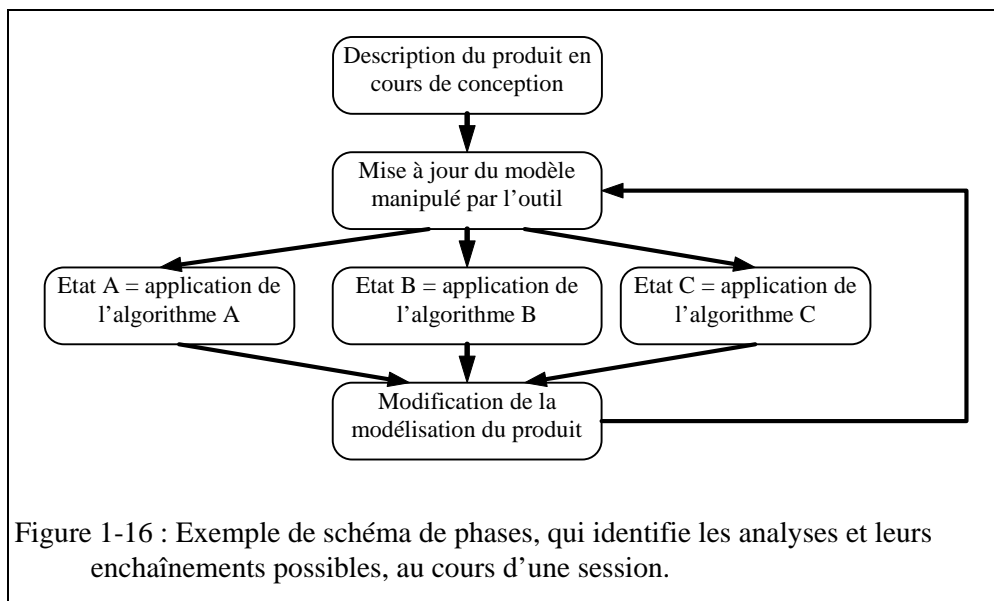 Description du produit en
cours de conception
Mise à jour du modèle
manipulé par l'outil
Etat A = application de
l'algorithme A
Etat B = application de
l'algorithme B
Etat C = application de
l'algorithme C
Modification de la
modélisation du produit
Figure 1-16 : Exemple de schéma de phases, qui identifie les analyses et leurs
enchaînements possibles, au cours d'une session.